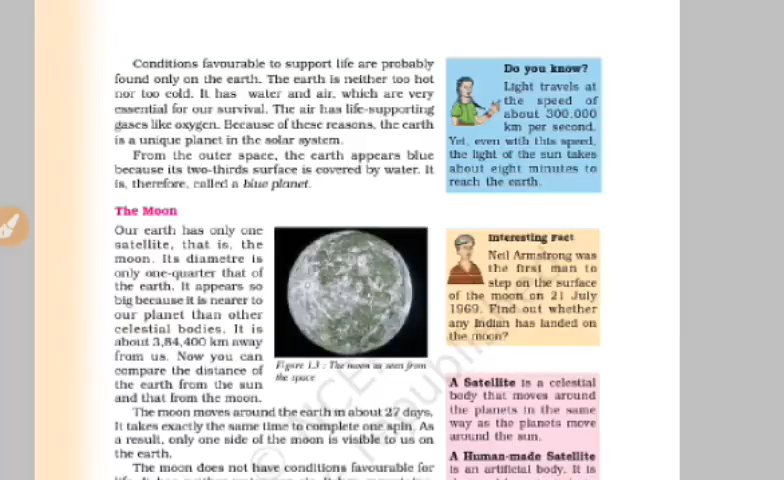 Conditions favourable to support life are probably
found only on the earth. The earth is neither too hot
nor too cold. It has water and air, which are very
essential for our survival. The air has life-supporting
gases like oxygen. Because of these reasons, the earth
is a unique planet in the solar system.
From the outer space, the earth appears blue
because its two-thirds surface is covered by water. It
is, therefore, called a blue planet.
The Moon
Our earth has only one
satellite, that is, the
moon. Its diametre is
only one-quarter that of
the earth. It appears so
big because it is nearer to
our planet than other
celestial bodies. It is
about 3,84,400 km away
from us. Now you can
compare the distance of
the earth from the sun
and that from the moon.
Figure 1.3 : The moon as seen from
the space
The moon moves around the earth in about 27 days.
It takes exactly the same time to complete one spin. As
a result, only one side of the moon is visible to us on
the earth.
The moon does not have conditions favourable for
Do you know?
Light travels at
the speed of
about 300,000
km per second.
Yet, even with this speed,
the light of the sun takes
about eight minutes to
reach the earth.
Interesting Fact
Neil Armstrong was
the first man to
step on the surface
of the moon on 21 July
1969. Find out whether
any Indian has landed on
the moon?
A Satellite is a celestial
body that moves around
the planets in the same
way as the planets move
around the sun.
A Human-made Satellite
is an artificial body. It is